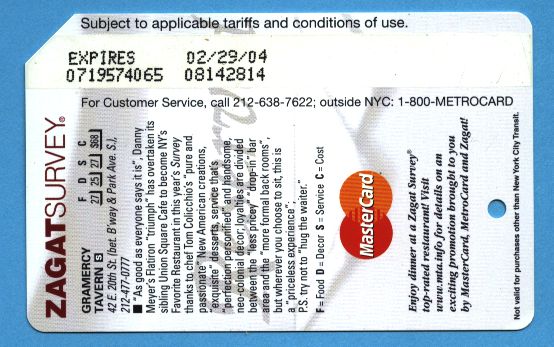 Subject to applicable tariffs and conditions of use.
EXPIRES 02/29/04
0719574065 08142814
For Customer Service, call 212-638-7622; outside NYC: 1-800-METROCARD
ZAGATSURVEY®
F D S C
GRAMERCY
TAVERN S 27 25 27 $68
42 E. 20th St. (bet. B'way & Park Ave. S.),
212-477-0777
■ "As good as everyone says it is", Danny
Meyer's Flatiron "triumph" has overtaken its
sibling Union Square Cafe to become NY's
Favorite Restaurant in this year's Survey
thanks to chef Tom Colicchio's "pure and
passionate" New American creations,
"exquisite" desserts, service that's
"perfection personified" and handsome,
neo-colonial decor; loyalties are divided
between the "less pricey" "drop-in" bar
area and the "more formal back rooms",
but wherever you choose to sit, this is
a "priceless experience".
P.S. try not to "hug the waiter."
F = Food D = Decor S = Service C = Cost
MasterCard
Enjoy dinner at a Zagat Survey®
top-rated restaurant! Visit
www.mta.info for details on an
exciting promotion brought to you
by MasterCard, MetroCard and Zagat!
Not valid for purchases other than New York City Transit.